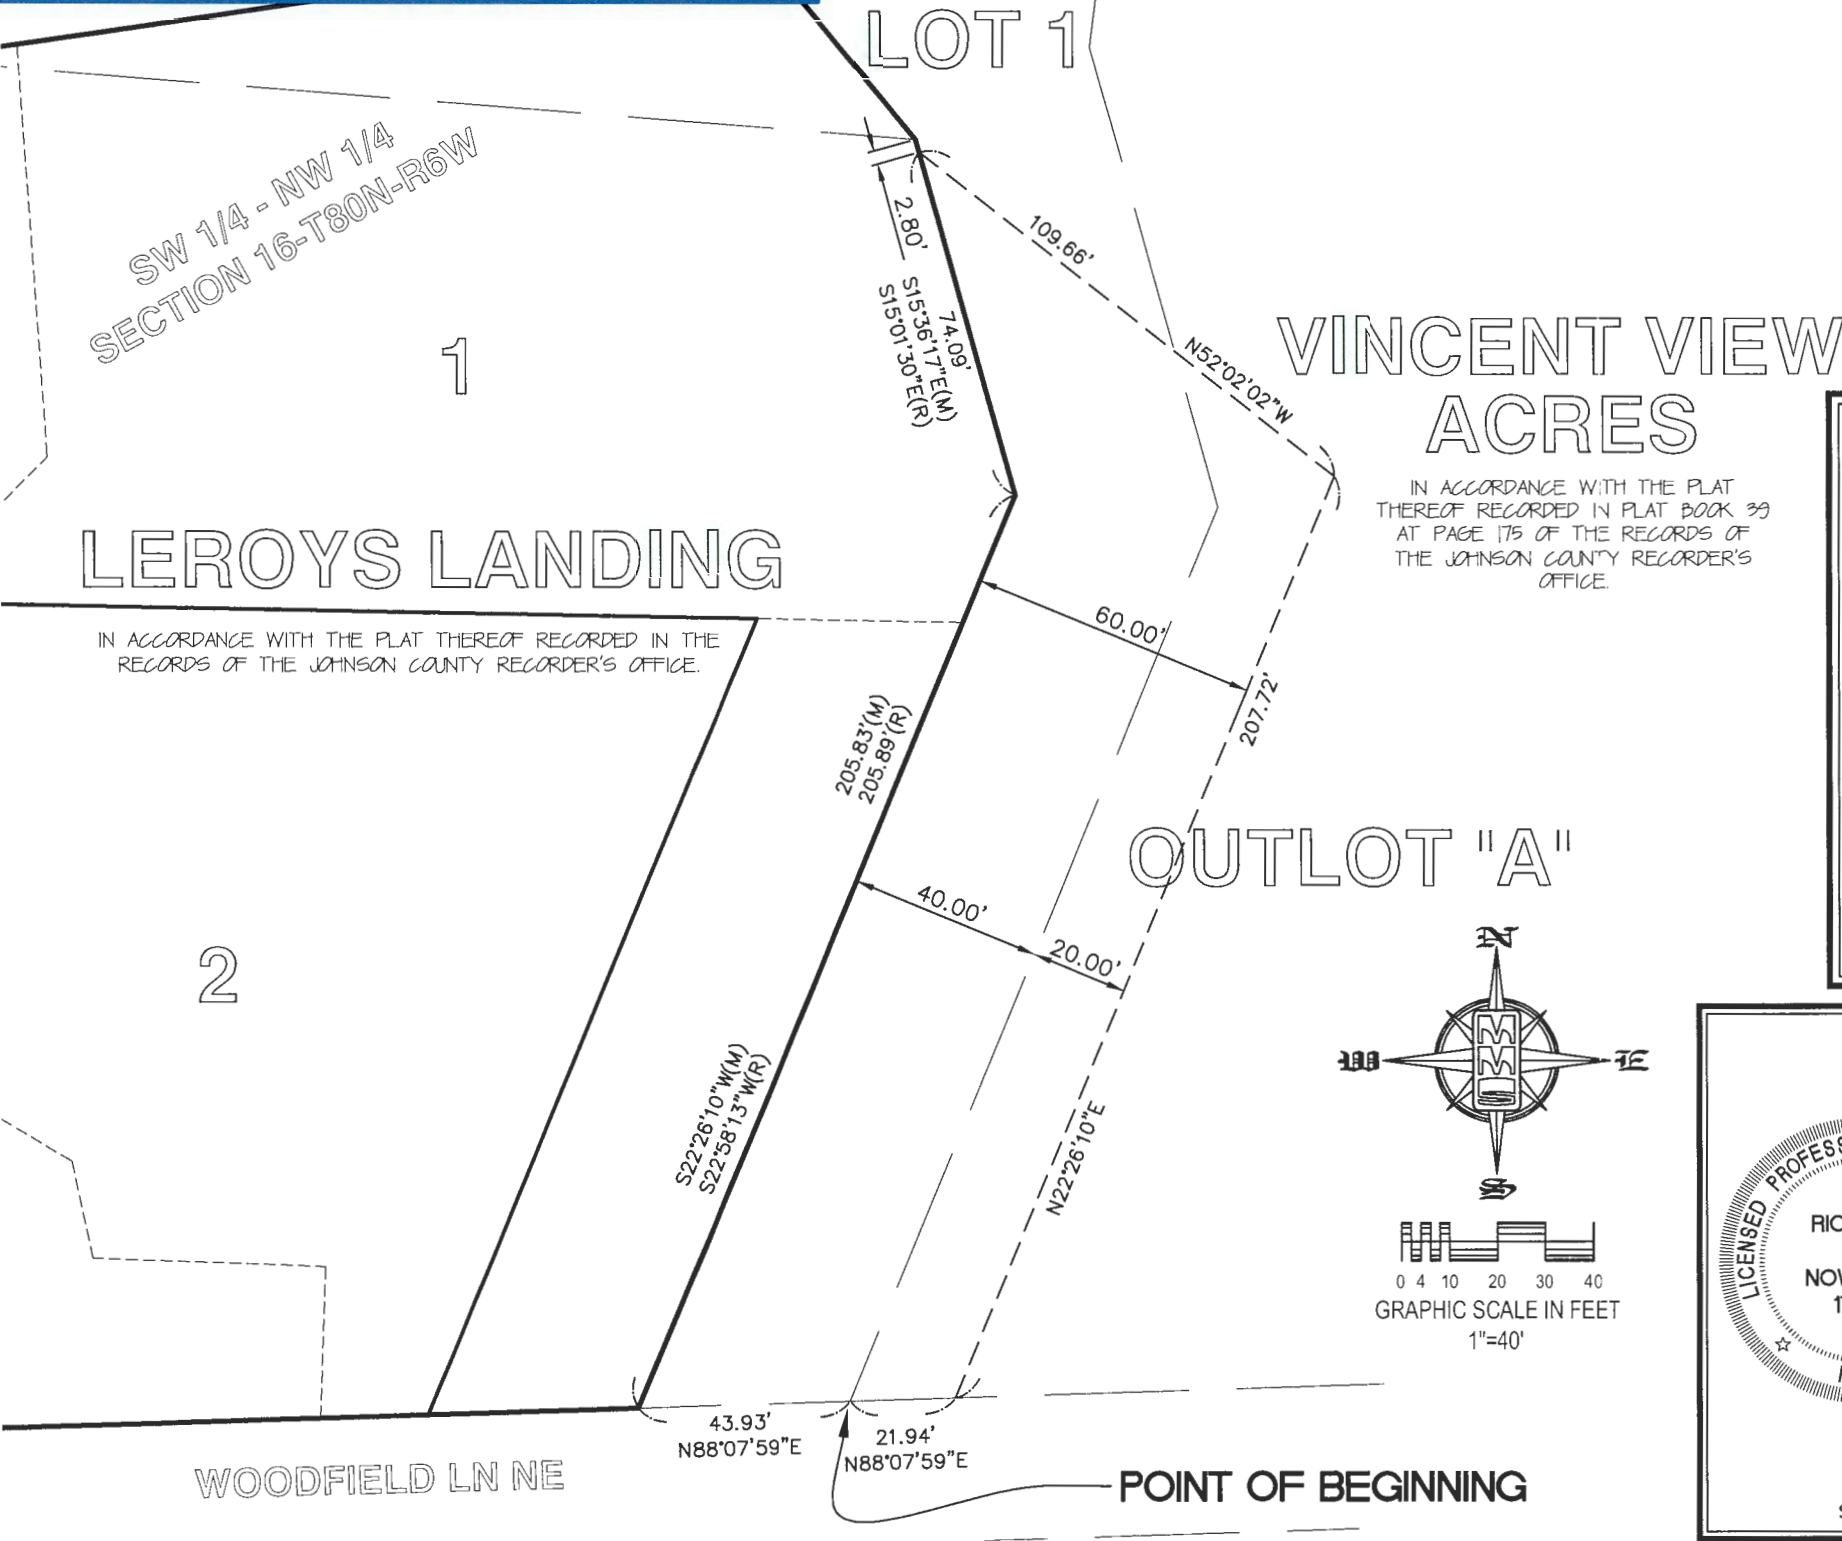 LOT 1
SW 1/4 - NW 1/4
SECTION 16-T80N-R6W
1
2.80'
74.09'
S15°36'17"E(M)
S15°01'30"E(R)
109.66'
N52°02'02"W
VINCENT VIEW
ACRES
IN ACCORDANCE WITH THE PLAT
THEREOF RECORDED IN PLAT BOOK 39
AT PAGE 175 OF THE RECORDS OF
THE JOHNSON COUNTY RECORDER'S
OFFICE.
LEROYS LANDING
IN ACCORDANCE WITH THE PLAT THEREOF RECORDED IN THE
RECORDS OF THE JOHNSON COUNTY RECORDER'S OFFICE.
60.00'
207.72'
205.83'(M)
205.89'(R)
OUTLOT "A"
40.00'
20.00'
2
N
W
E
S
MMS
S22°26'10"W(M)
S22°58'13"W(R)
N22°26'10"E
0 4 10 20 30 40
GRAPHIC SCALE IN FEET
1"=40'
LICENSED PROFESS
RIC
NOV
1
43.93'
N88°07'59"E
21.94'
N88°07'59"E
WOODFIELD LN NE
POINT OF BEGINNING